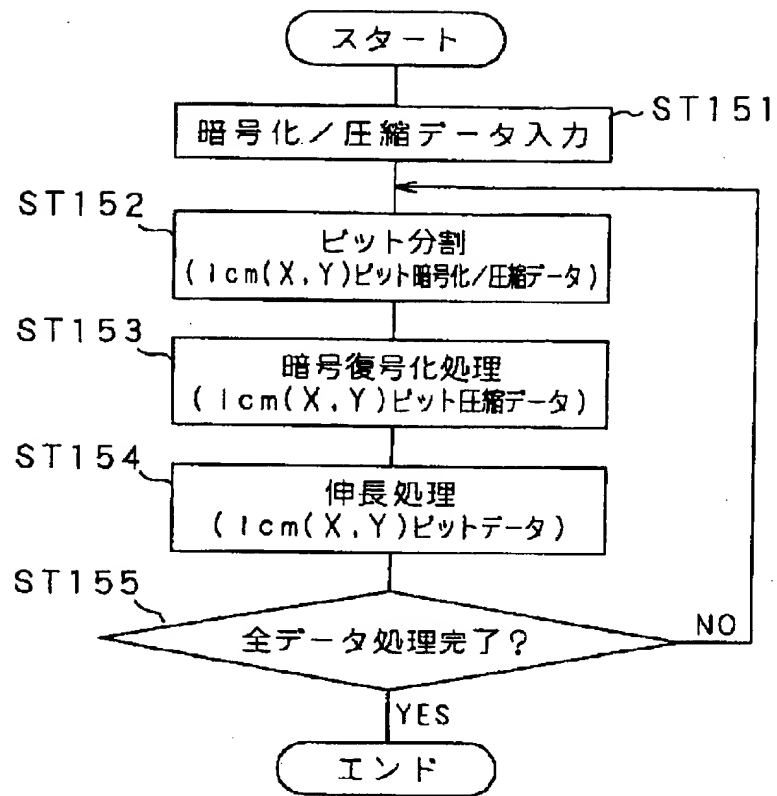 スタート
ST151
暗号化／圧縮データ入力
ST152
ビット分割
(lcm(X,Y)ビット暗号化／圧縮データ)
ST153
暗号復号化処理
(lcm(X,Y)ビット圧縮データ)
ST154
伸長処理
(lcm(X,Y)ビットデータ)
ST155
全データ処理完了?
NO
YES
エンド